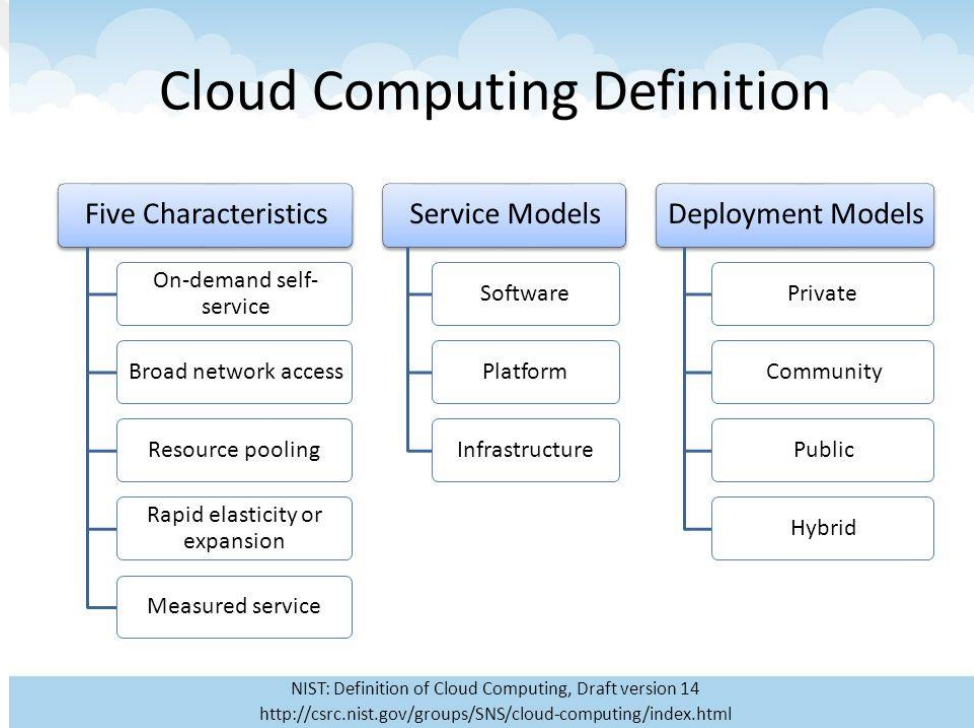 Cloud Computing Definition
Five Characteristics
On-demand self-
service
Broad network access
Resource pooling
Rapid elasticity or
expansion
Measured service
Service Models
Software
Platform
Infrastructure
Deployment Models
Private
Community
Public
Hybrid
NIST: Definition of Cloud Computing, Draft version 14
http://csrc.nist.gov/groups/SNS/cloud-computing/index.html